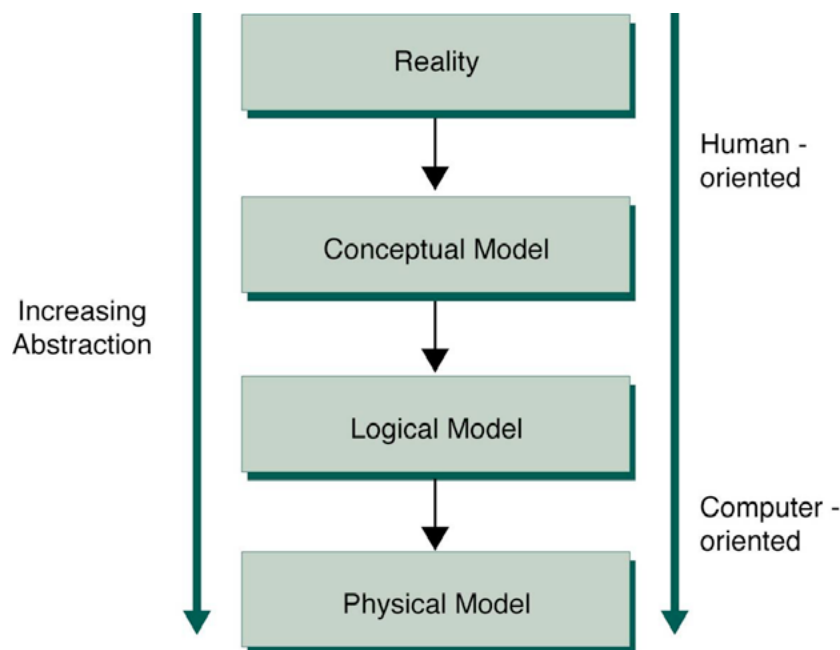 Reality
Human -
oriented
Conceptual Model
Increasing
Abstraction
Logical Model
Computer -
oriented
Physical Model